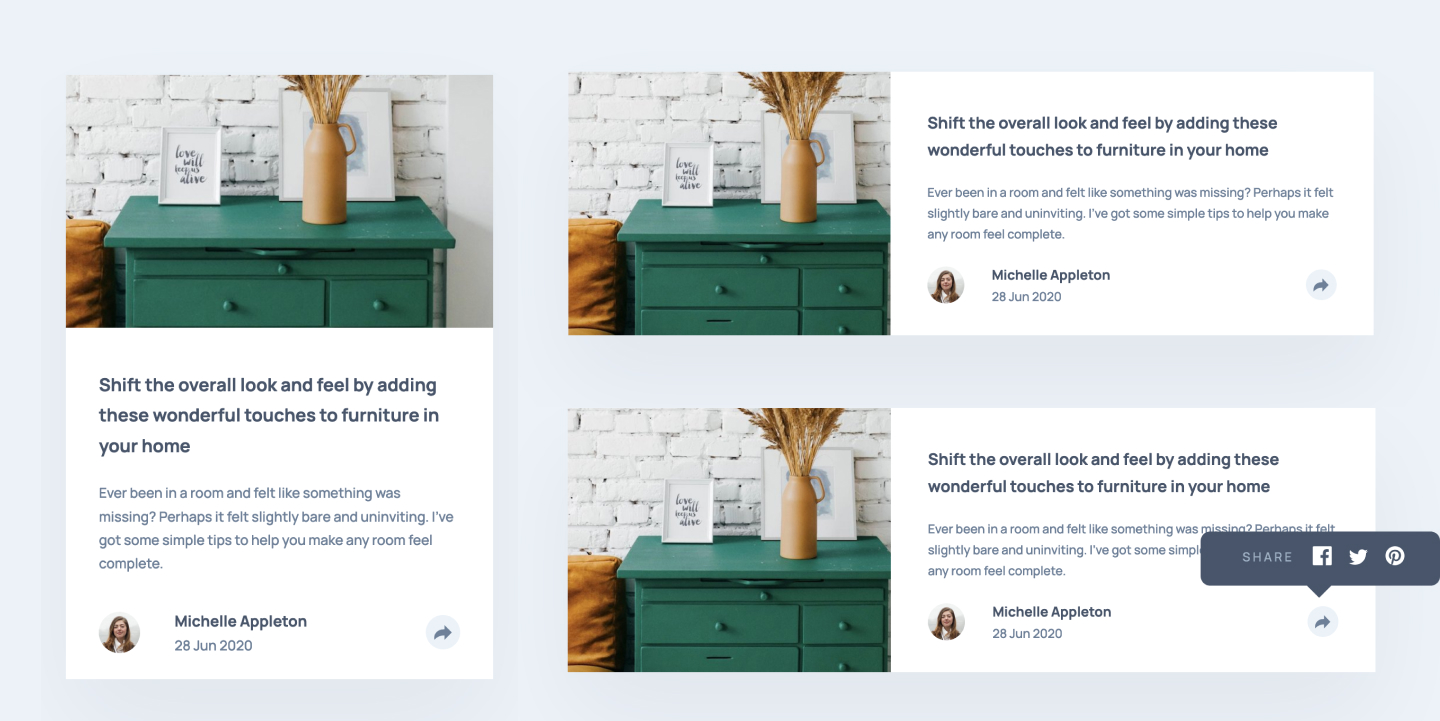 love
will
keep us
alive
Shift the overall look and feel by adding
these wonderful touches to furniture in
your home
Ever been in a room and felt like something was
missing? Perhaps it felt slightly bare and uninviting. I've
got some simple tips to help you make any room feel
complete.
Michelle Appleton
28 Jun 2020
love
will
keep us
alive
Shift the overall look and feel by adding these
wonderful touches to furniture in your home
Ever been in a room and felt like something was missing? Perhaps it felt
slightly bare and uninviting. I've got some simple tips to help you make
any room feel complete.
Michelle Appleton
28 Jun 2020
love
will
keep us
alive
Shift the overall look and feel by adding these
wonderful touches to furniture in your home
Ever been in a room and felt like something was missing? Perhaps it felt
slightly bare and uninviting. I've got some simple
SHARE
any room feel complete.
Michelle Appleton
28 Jun 2020